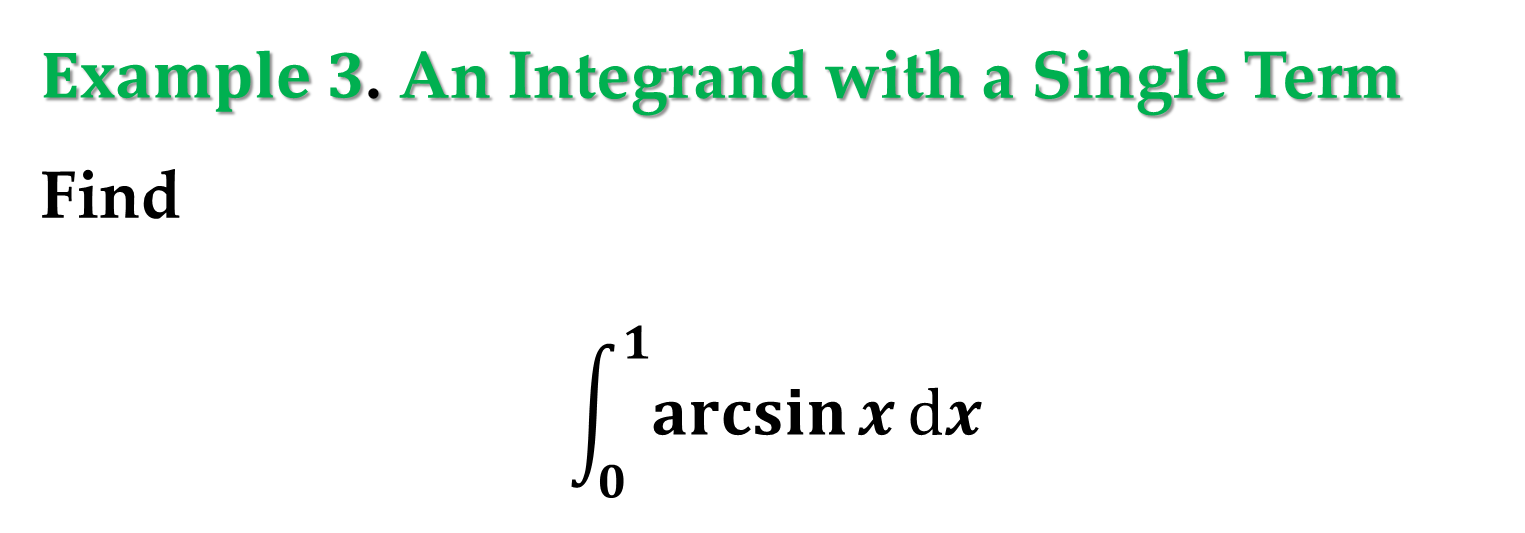 Example 3. An Integrand with a Single Term
Find
∫₀¹ arcsin x dx